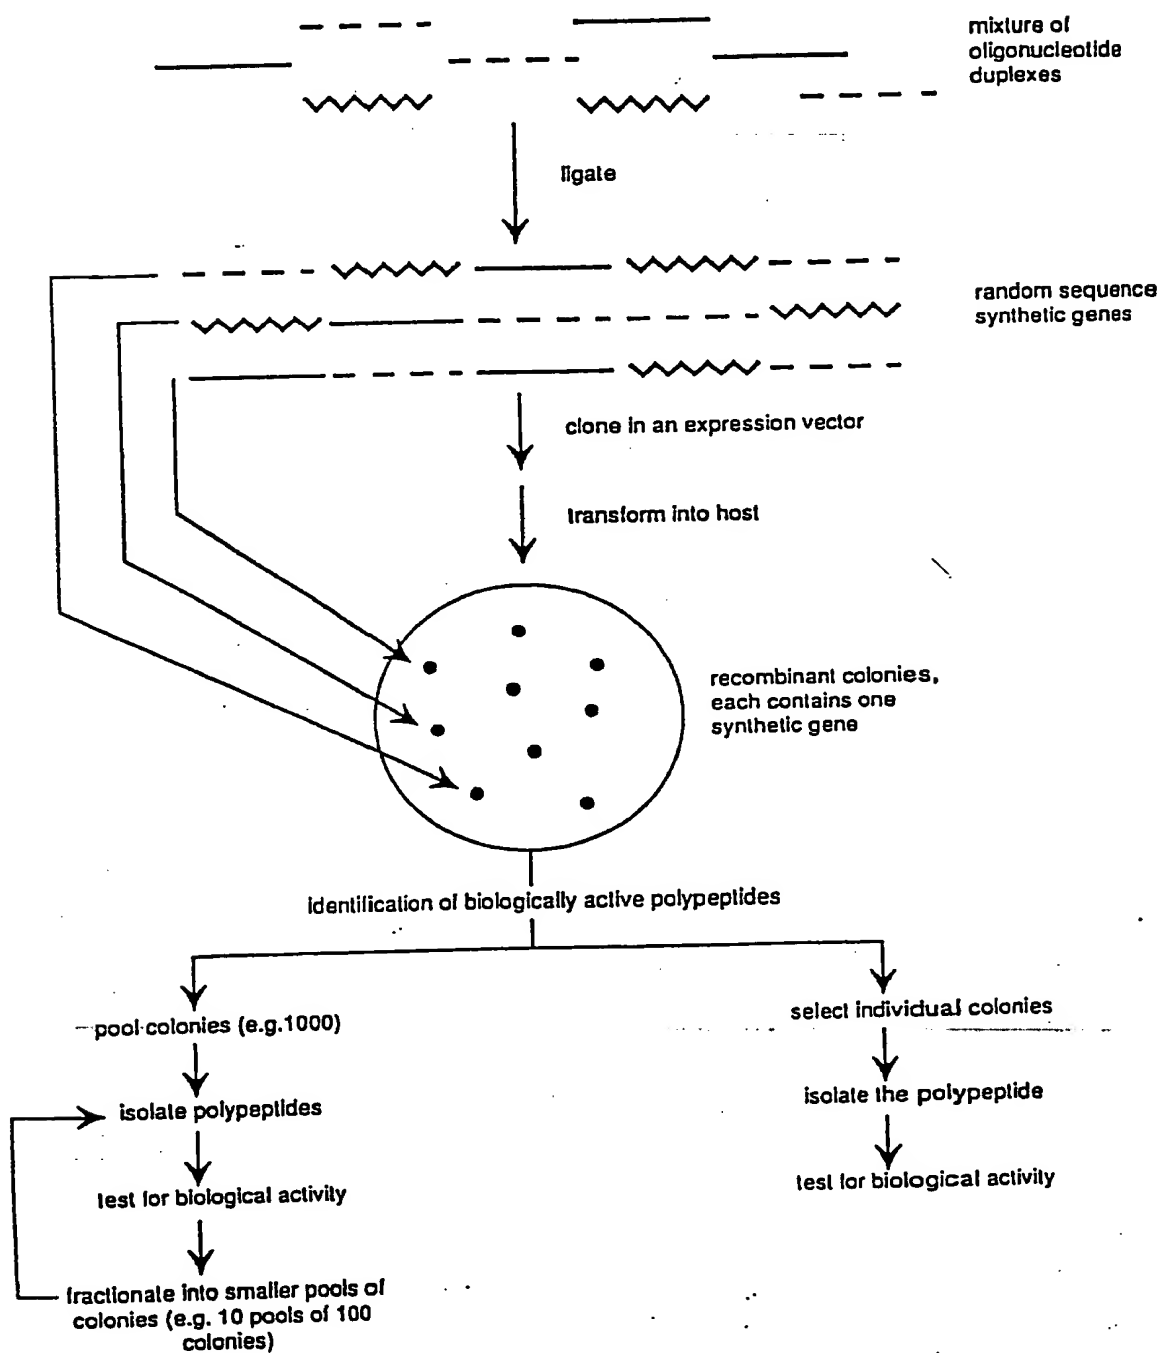 mixture of
oligonucleotide
duplexes
ligate
random sequence
synthetic genes
clone in an expression vector
transform into host
recombinant colonies,
each contains one
synthetic gene
identification of biologically active polypeptides
pool colonies (e.g.1000)
select individual colonies
isolate polypeptides
isolate the polypeptide
test for biological activity
test for biological activity
fractionate into smaller pools of
colonies (e.g. 10 pools of 100
colonies)